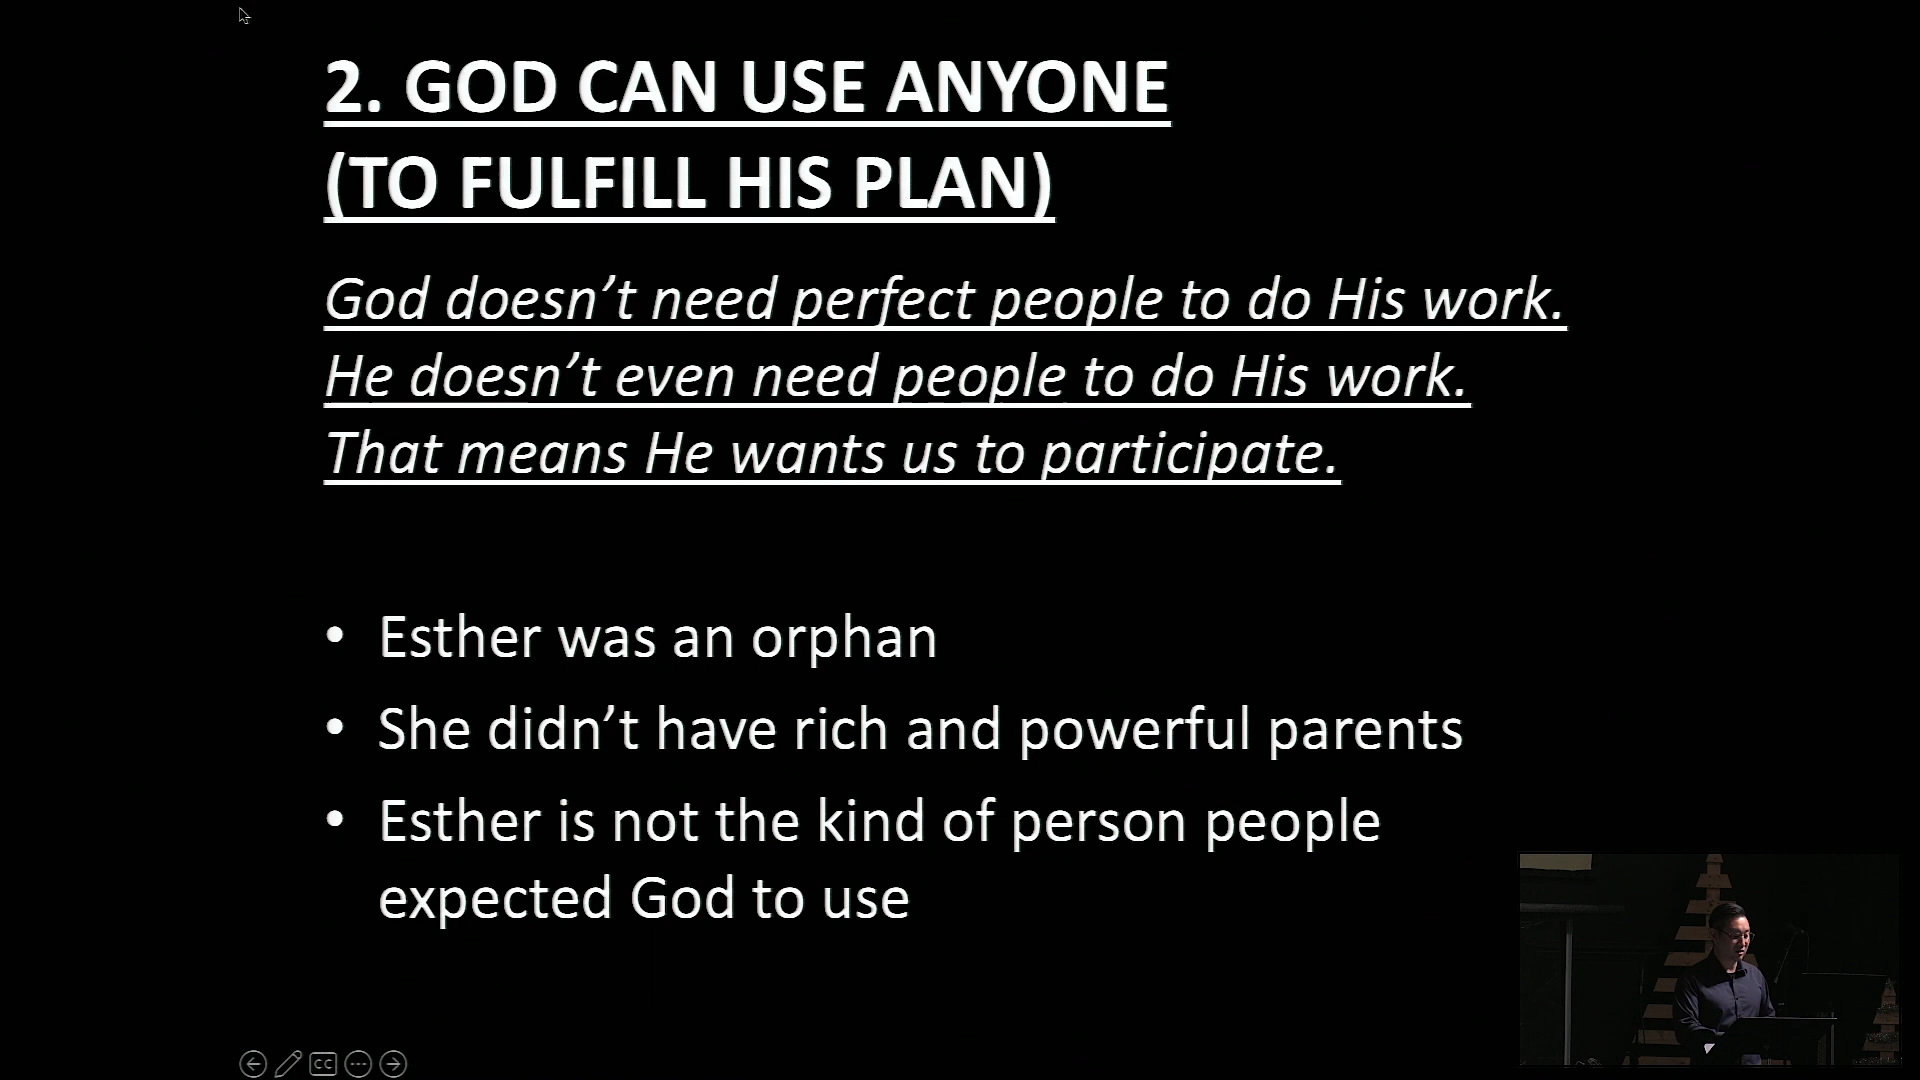 2. GOD CAN USE ANYONE
(TO FULFILL HIS PLAN)
God doesn’t need perfect people to do His work.
He doesn’t even need people to do His work.
That means He wants us to participate.
• Esther was an orphan
• She didn’t have rich and powerful parents
• Esther is not the kind of person people
expected God to use
CC